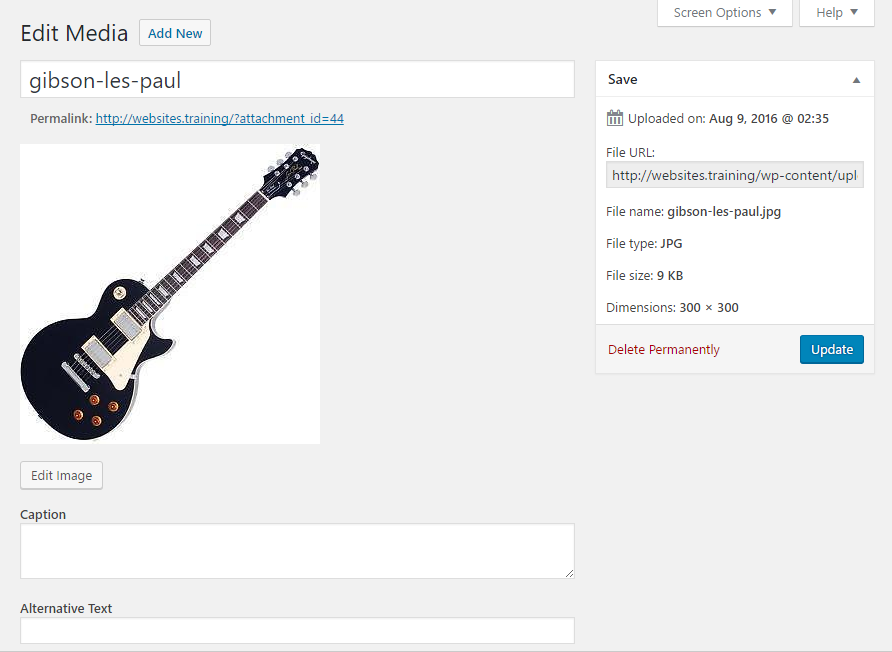 Screen Options ▼
Help ▼
Edit Media
Add New
gibson-les-paul
Permalink: http://websites.training/?attachment_id=44
Epiphone
Edit Image
Caption
Alternative Text
Save
Uploaded on: Aug 9, 2016 @ 02:35
File URL:
http://websites.training/wp-content/upl
File name: gibson-les-paul.jpg
File type: JPG
File size: 9 KB
Dimensions: 300 × 300
Delete Permanently
Update